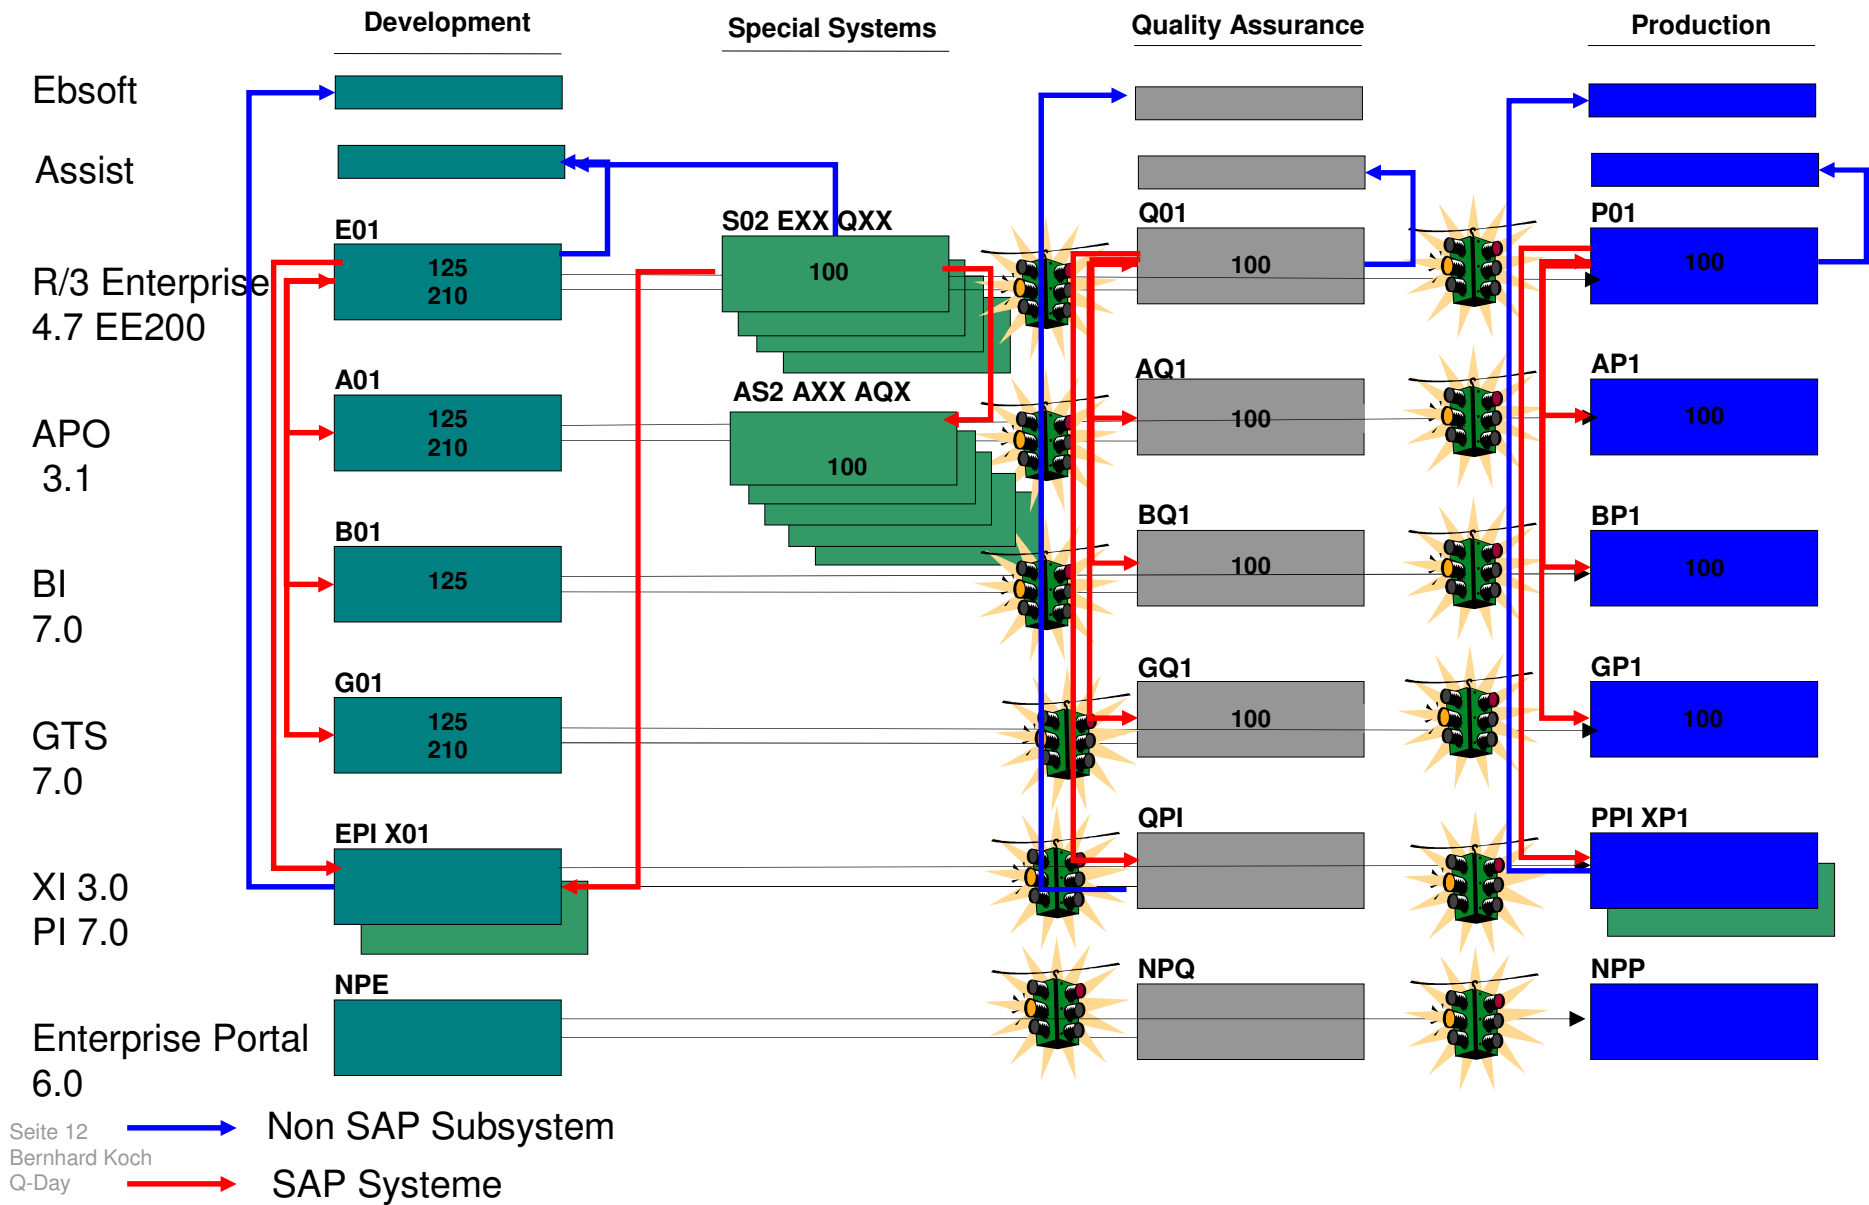 Development
Special Systems
Quality Assurance
Production
Ebsoft
Assist
R/3 Enterprise
4.7 EE200
E01
125
210
S02 EXX QXX
100
Q01
100
P01
100
APO
3.1
A01
125
210
AS2 AXX AQX
100
AQ1
100
AP1
100
BI
7.0
B01
125
BQ1
100
BP1
100
GTS
7.0
G01
125
210
GQ1
100
GP1
100
XI 3.0
PI 7.0
EPI X01
QPI
PPI XP1
Enterprise Portal
6.0
NPE
NPQ
NPP
Seite 12
Bernhard Koch
Q-Day
Non SAP Subsystem
SAP Systeme